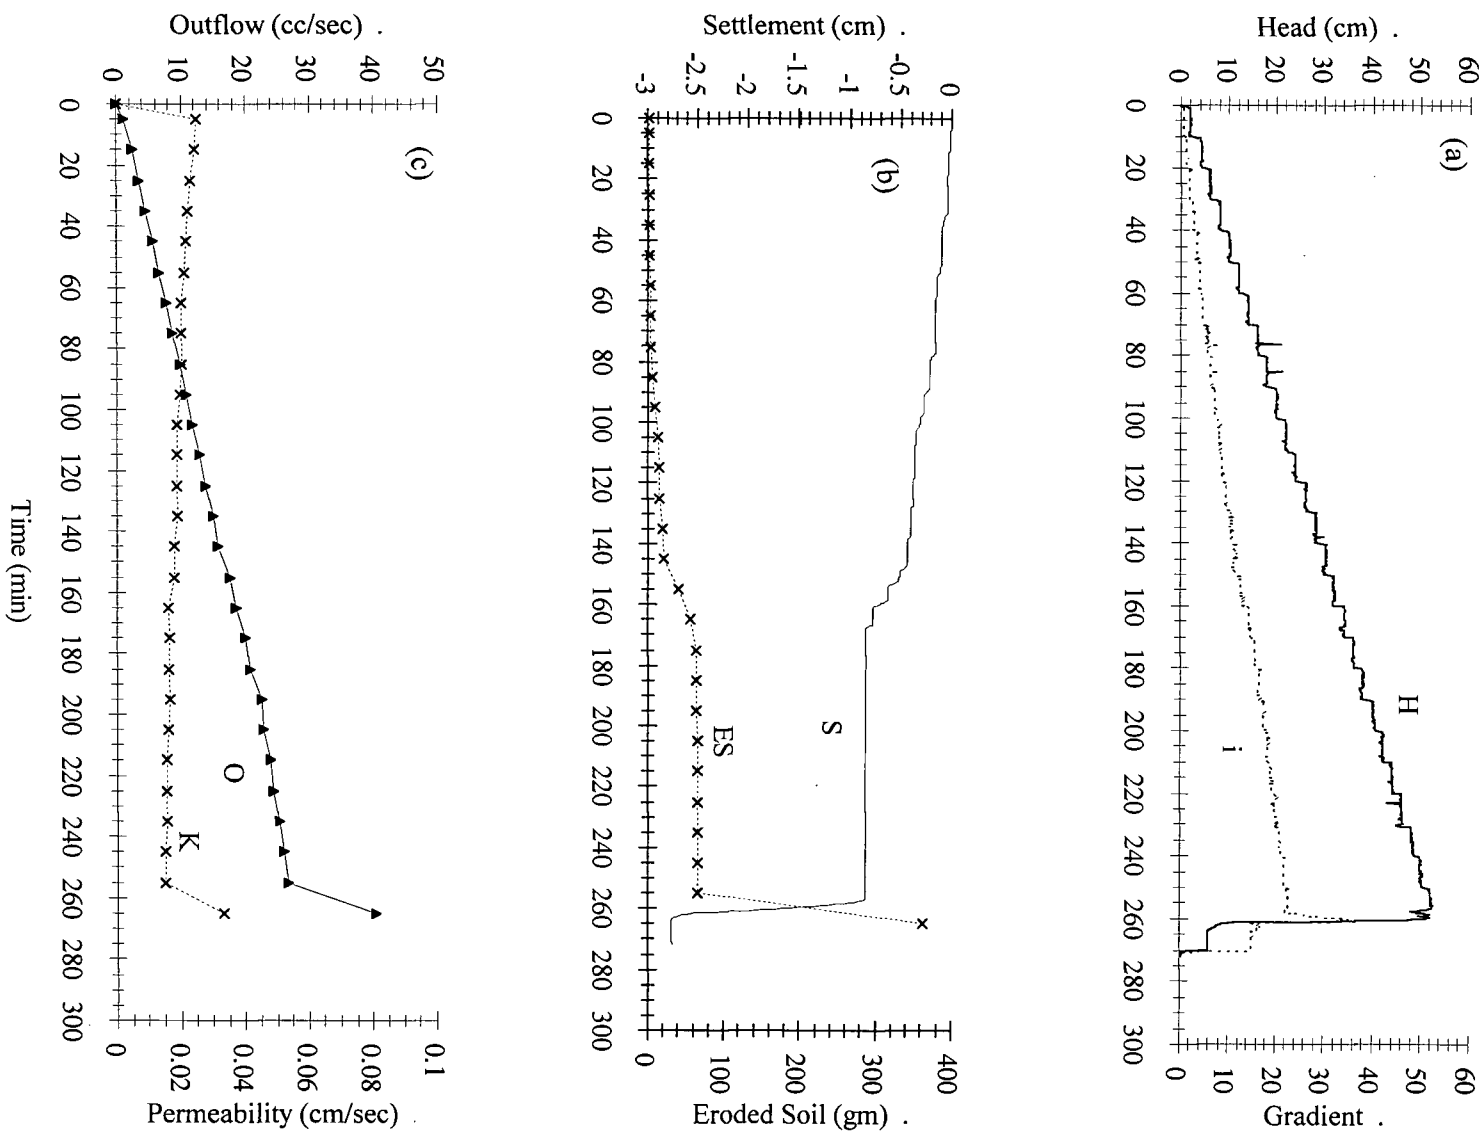 (a)
Head (cm) .
0 10 20 30 40 50 60
H
i
0 20 40 60 80 100 120 140 160 180 200 220 240 260 280 300
0 10 20 30 40 50 60
Gradient .
(b)
Settlement (cm) .
-3 -2.5 -2 -1.5 -1 -0.5 0
S
ES
0 20 40 60 80 100 120 140 160 180 200 220 240 260 280 300
0 100 200 300 400
Eroded Soil (gm) .
(c)
Outflow (cc/sec) .
0 10 20 30 40 50
O
K
0 20 40 60 80 100 120 140 160 180 200 220 240 260 280 300
0 0.02 0.04 0.06 0.08 0.1
Permeability (cm/sec) .
Time (min)